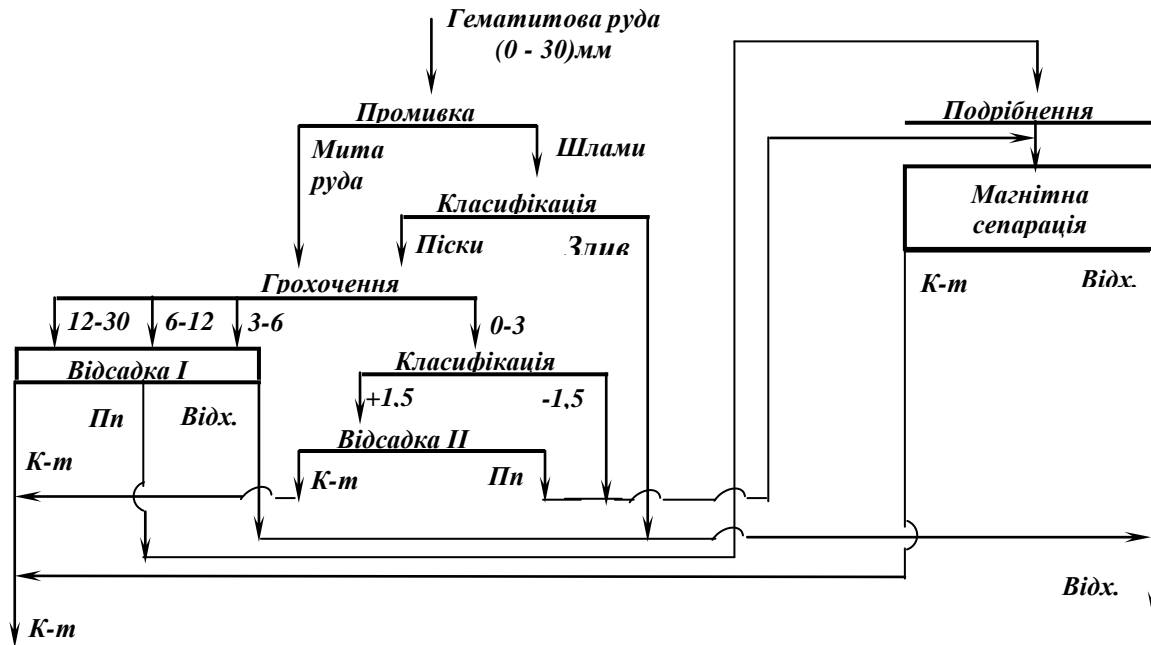 Гематитова руда
(0 - 30)мм
Промивка
Подрібнення
Мита
руда
Шлами
Магнітна
сепарація
Класифікація
Піски
Злив
Грохочення
К-т
Відх.
12-30
6-12
3-6
0-3
Відсадка І
Класифікація
+1,5
-1,5
Пп
Відх.
Відсадка ІІ
К-т
К-т
Пп
Відх.
К-т